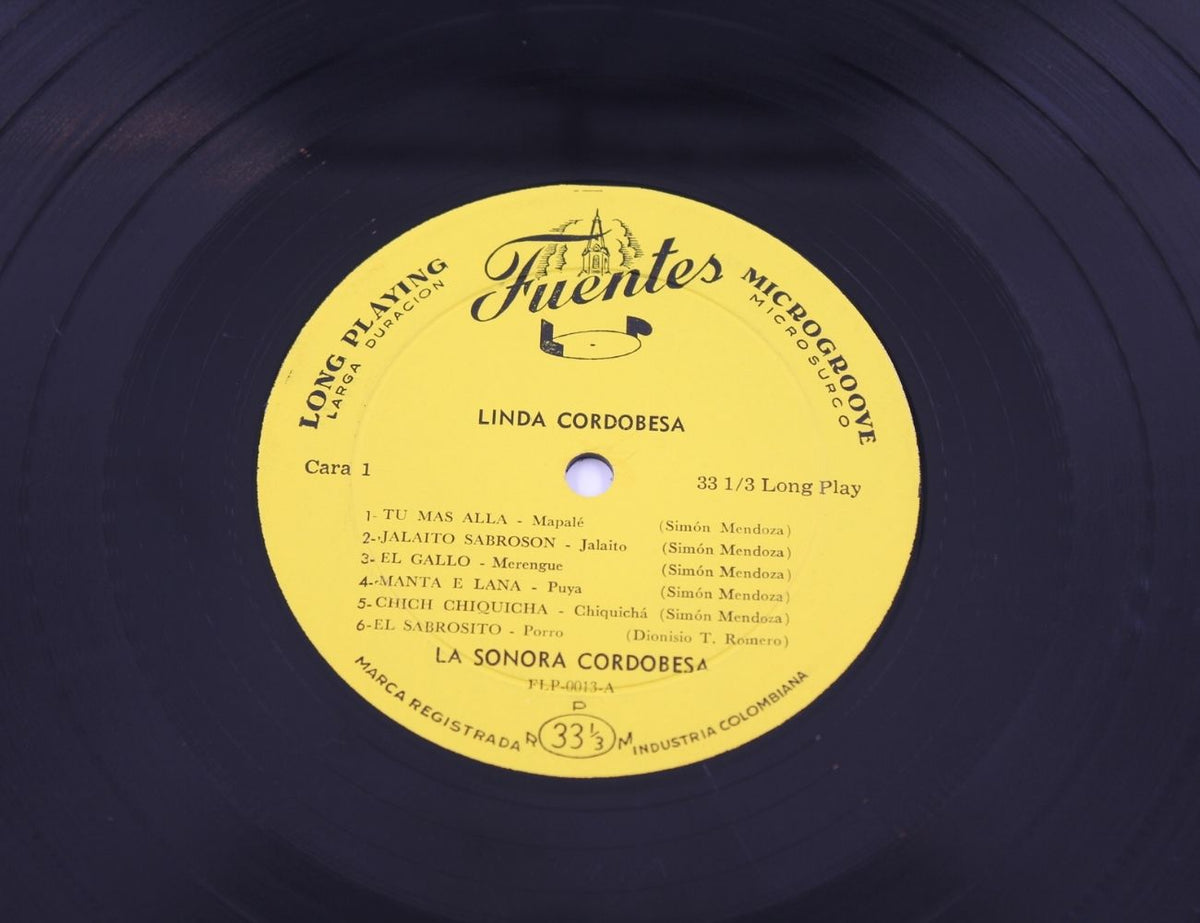 Fuentes
LP
LONG PLAYING
LARGA DURACION
MICROGROOVE
MICROSURCO
LINDA CORDOBESA
Cara 1
33 1/3 Long Play
1- TU MAS ALLA - Mapalé (Simón Mendoza)
2- JALAITO SABROSON - Jalaito (Simón Mendoza)
3- EL GALLO - Merengue (Simón Mendoza)
4- MANTA E LANA - Puya (Simón Mendoza)
5- CHICH CHIQUICHA - Chiquichá (Simón Mendoza)
6- EL SABROSITO - Porro (Dionisio T. Romero)
LA SONORA CORDOBESA
FLP-0013-A
MARCA REGISTRADA
R P M
33 1/3
INDUSTRIA COLOMBIANA